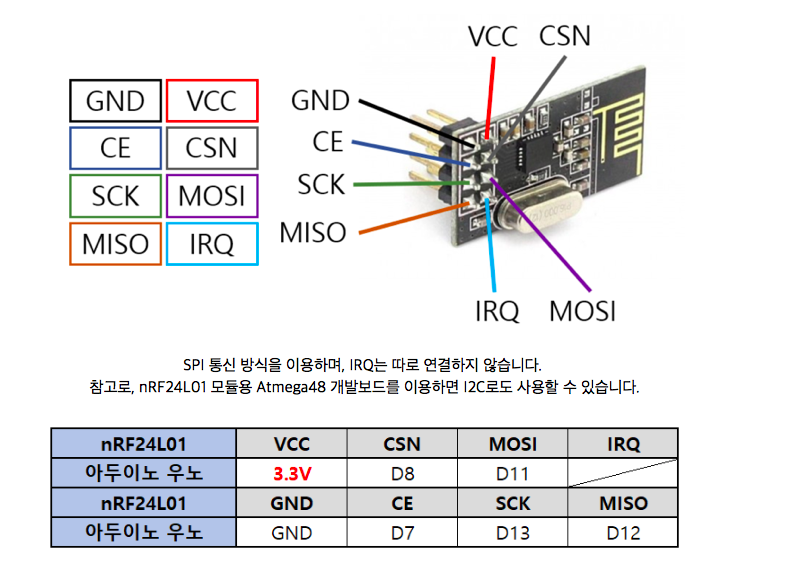 VCC CSN
GND VCC
GND
CE CSN
CE
SCK MOSI
SCK
MISO IRQ
MISO
IRQ MOSI
SPI 통신 방식을 이용하며, IRQ는 따로 연결하지 않습니다.
참고로, nRF24L01 모듈용 Atmega48 개발보드를 이용하면 I2C로도 사용할 수 있습니다.
nRF24L01 VCC CSN MOSI IRQ
아두이노 우노 3.3V D8 D11
nRF24L01 GND CE SCK MISO
아두이노 우노 GND D7 D13 D12